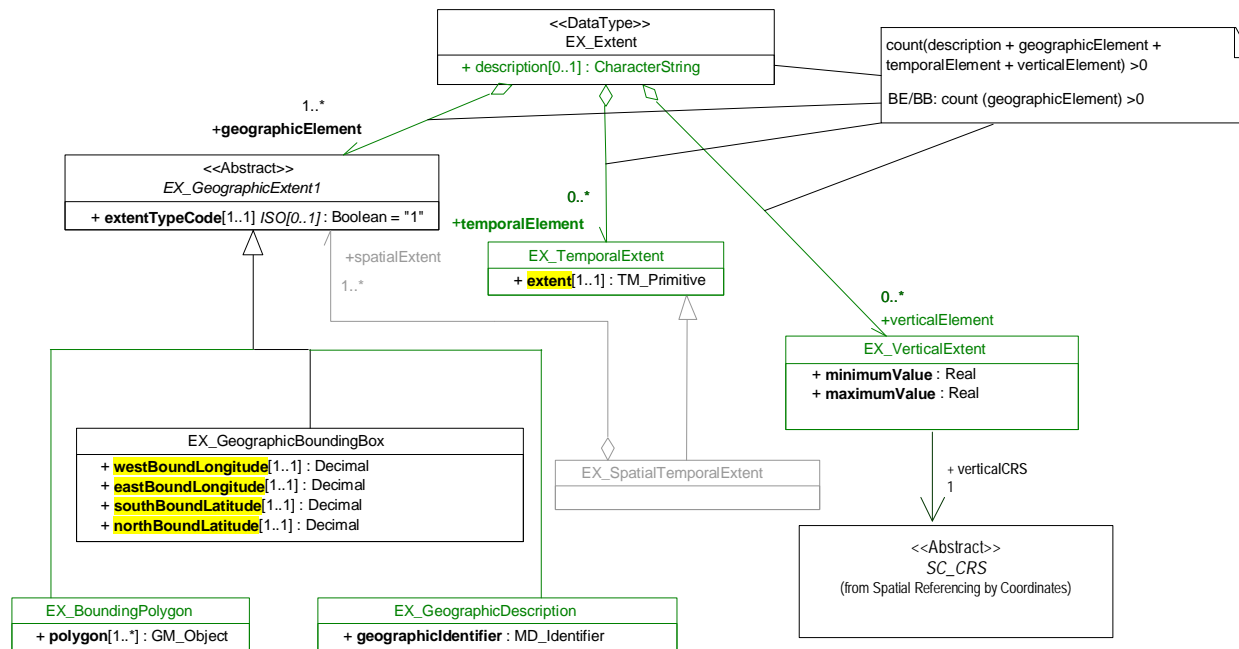 <<DataType>>
EX_Extent
+ description[0..1] : CharacterString
count(description + geographicElement +
temporalElement + verticalElement) >0
BE/BB: count (geographicElement) >0
1..*
+geographicElement
<<Abstract>>
EX_GeographicExtent1
+ extentTypeCode[1..1] ISO[0..1] : Boolean = "1"
0..*
+temporalElement
+spatialExtent
1..*
EX_TemporalExtent
+ extent[1..1] : TM_Primitive
0..*
+verticalElement
EX_VerticalExtent
+ minimumValue : Real
+ maximumValue : Real
EX_GeographicBoundingBox
+ westBoundLongitude[1..1] : Decimal
+ eastBoundLongitude[1..1] : Decimal
+ southBoundLatitude[1..1] : Decimal
+ northBoundLatitude[1..1] : Decimal
EX_SpatialTemporalExtent
+ verticalCRS
1
<<Abstract>>
SC_CRS
(from Spatial Referencing by Coordinates)
EX_BoundingPolygon
+ polygon[1..*] : GM_Object
EX_GeographicDescription
+ geographicIdentifier : MD_Identifier